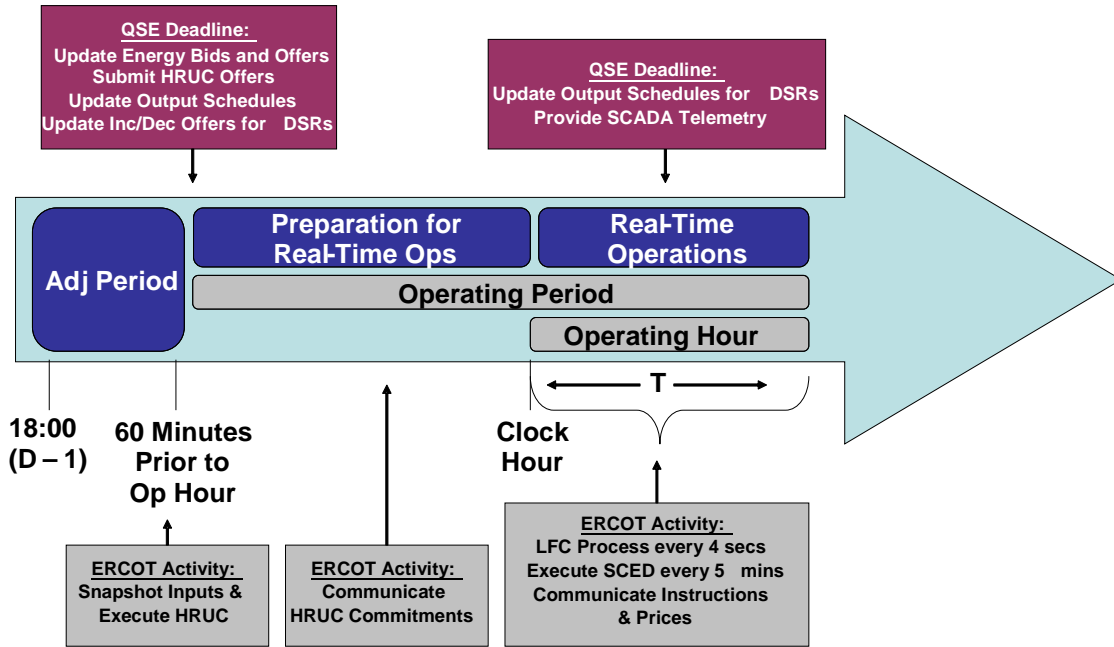 QSE Deadline:
Update Energy Bids and Offers
Submit HRUC Offers
Update Output Schedules
Update Inc/Dec Offers for DSRs
QSE Deadline:
Update Output Schedules for DSRs
Provide SCADA Telemetry
Adj Period
Preparation for
Real-Time Ops
Real-Time
Operations
Operating Period
Operating Hour
T
18:00
(D – 1)
60 Minutes
Prior to
Op Hour
Clock
Hour
ERCOT Activity:
Snapshot Inputs &
Execute HRUC
ERCOT Activity:
Communicate
HRUC Commitments
ERCOT Activity:
LFC Process every 4 secs
Execute SCED every 5 mins
Communicate Instructions
& Prices